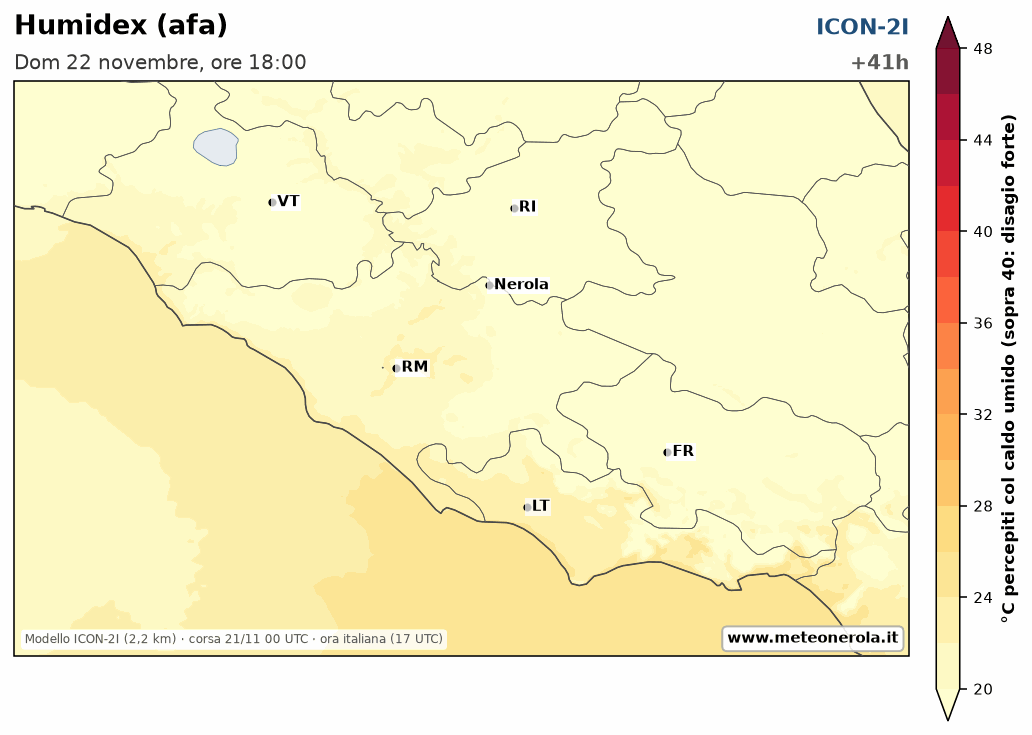 Humidex (afa)
ICON-2I
Dom 22 novembre, ore 18:00
+41h
VT
RI
Nerola
RM
FR
LT
Modello ICON-2I (2,2 km) · corsa 21/11 00 UTC · ora italiana (17 UTC)
www.meteonerola.it
48
44
40
36
32
28
24
20
°C percepiti col caldo umido (sopra 40: disagio forte)